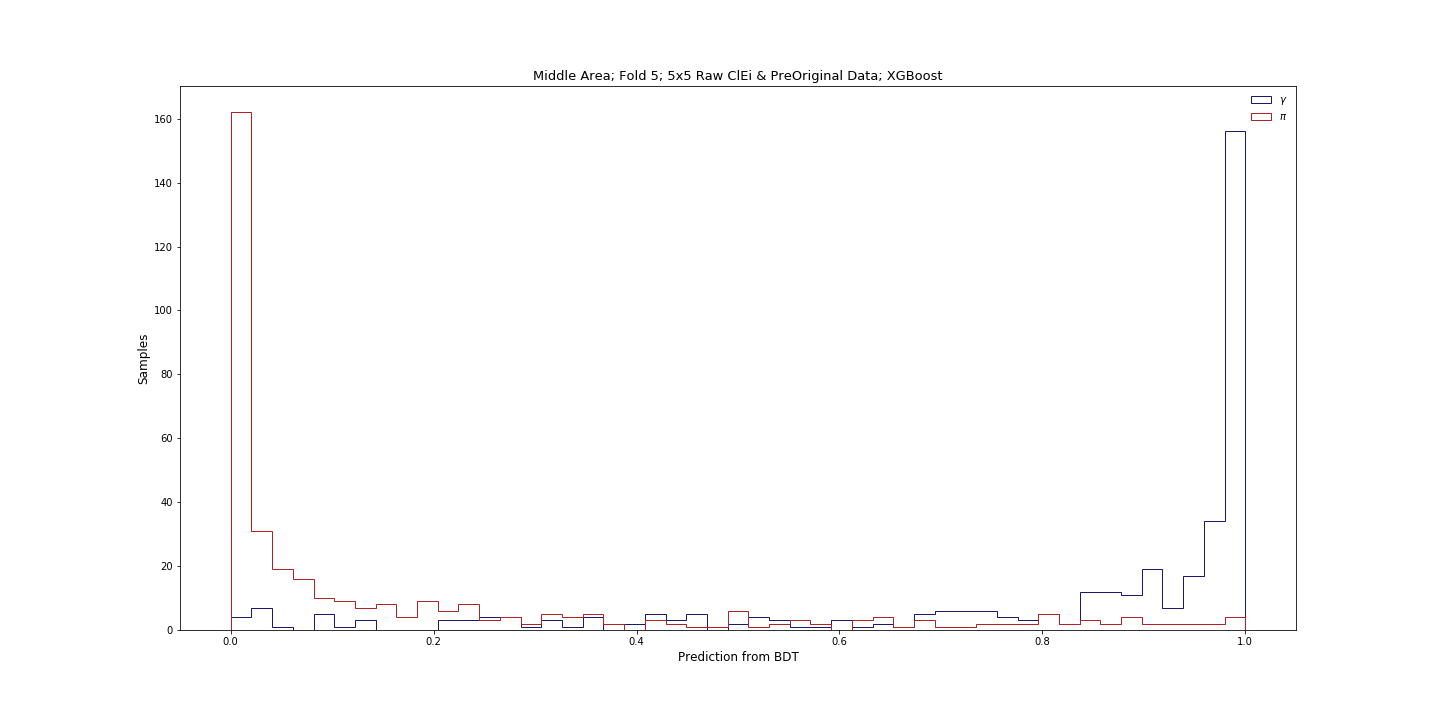 Middle Area; Fold 5; 5x5 Raw ClEi & PreOriginal Data; XGBoost
γ
π
160
140
120
100
80
60
40
20
0
Samples
0.0 0.2 0.4 0.6 0.8 1.0
Prediction from BDT